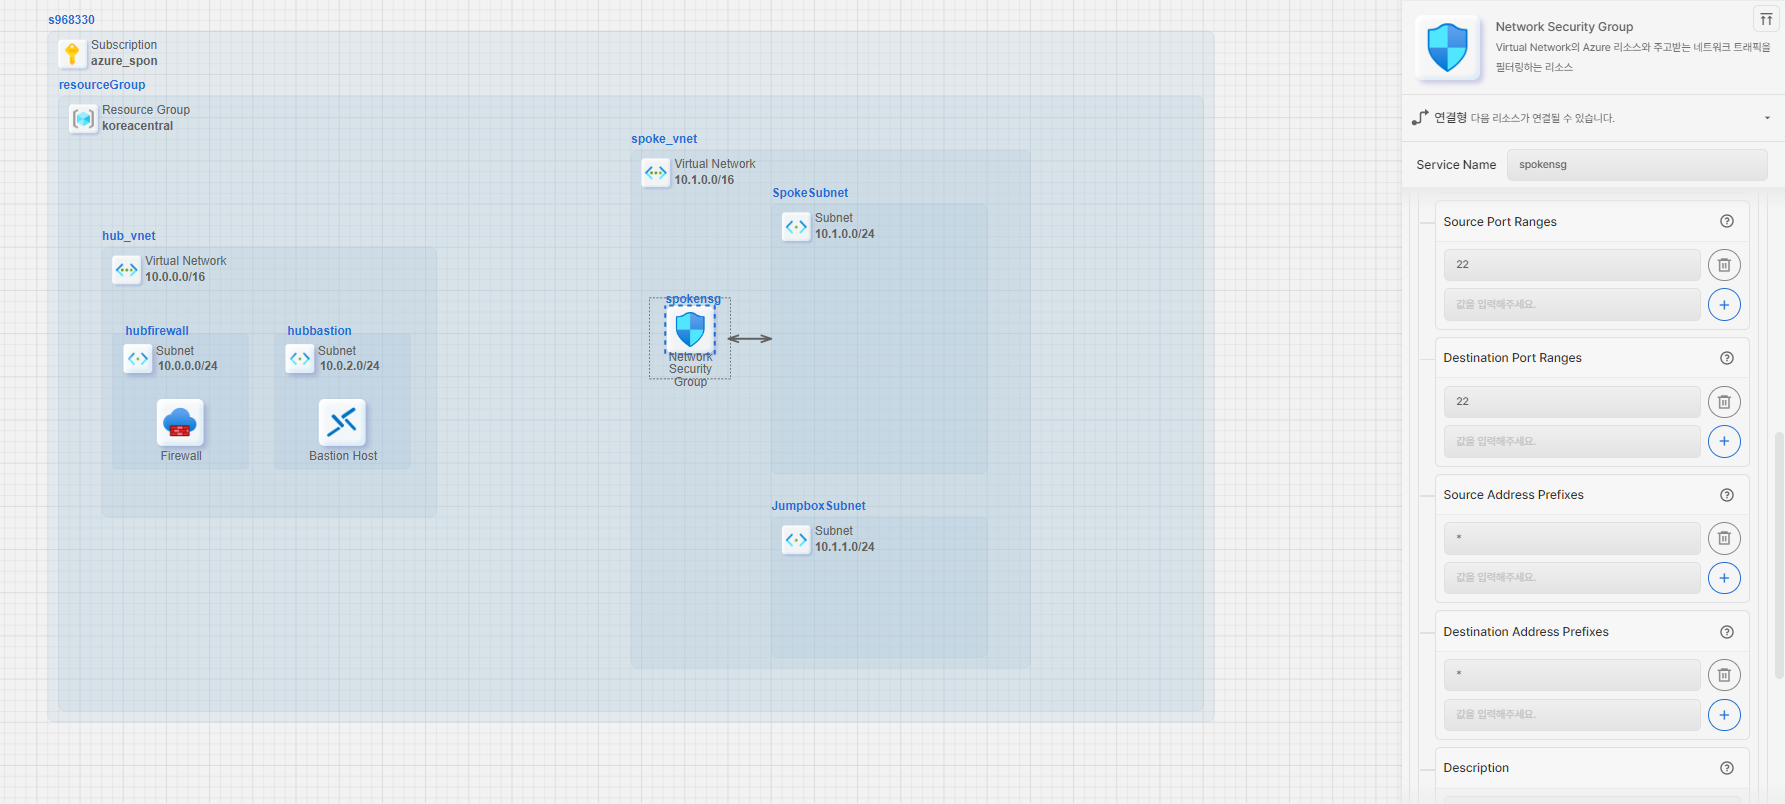 s968330
Subscription
azure_spon
resourceGroup
Resource Group
koreacentral
hub_vnet
Virtual Network
10.0.0.0/16
hubfirewall
Subnet
10.0.0.0/24
Firewall
hubbastion
Subnet
10.0.2.0/24
Bastion Host
spoke_vnet
Virtual Network
10.1.0.0/16
SpokeSubnet
Subnet
10.1.0.0/24
spokensg
Network
Security
Group
JumpboxSubnet
Subnet
10.1.1.0/24
Network Security Group
Virtual Network의 Azure 리소스와 주고받는 네트워크 트래픽을
필터링하는 리소스
연결형 다음 리소스가 연결될 수 있습니다.
Service Name
spokensg
Source Port Ranges
22
값을 입력해주세요.
Destination Port Ranges
22
값을 입력해주세요.
Source Address Prefixes
*
값을 입력해주세요.
Destination Address Prefixes
*
값을 입력해주세요.
Description